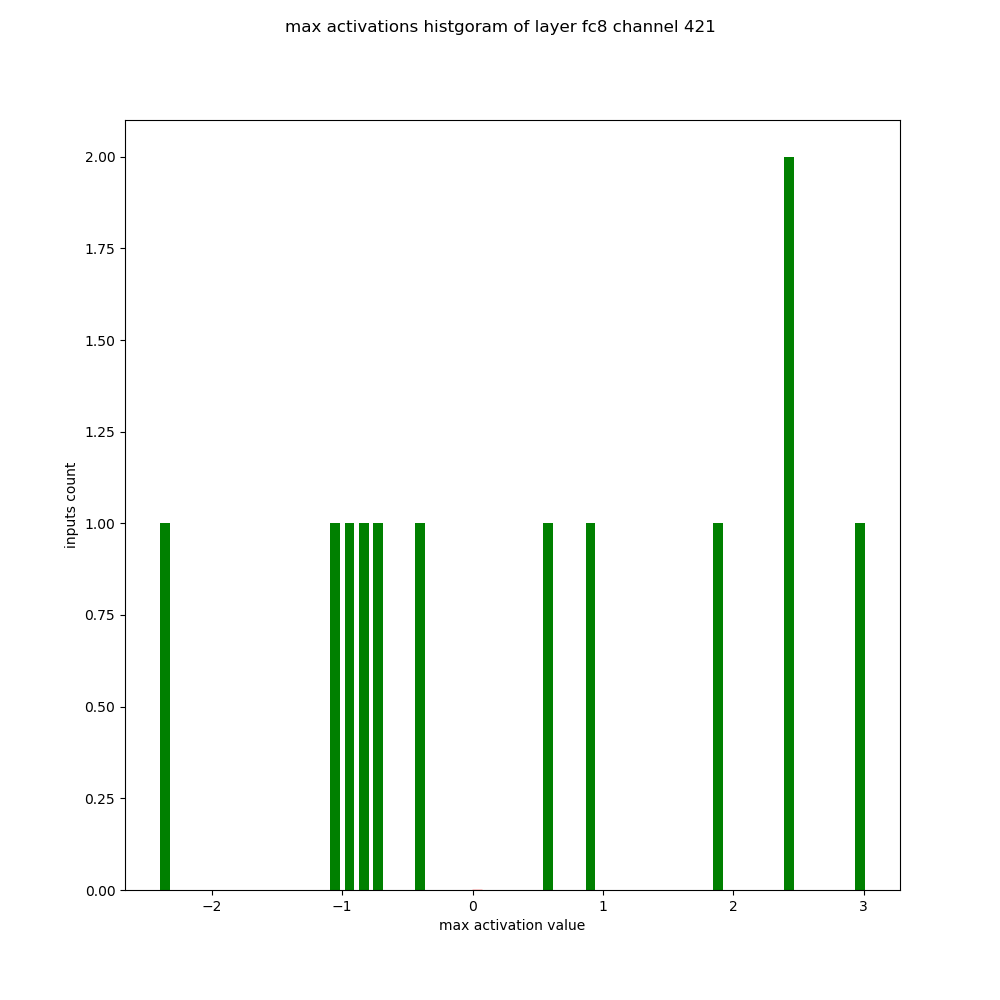 max activations histgoram of layer fc8 channel 421
2.00
1.75
1.50
1.25
1.00
0.75
0.50
0.25
0.00
inputs count
−2 −1 0 1 2 3
max activation value